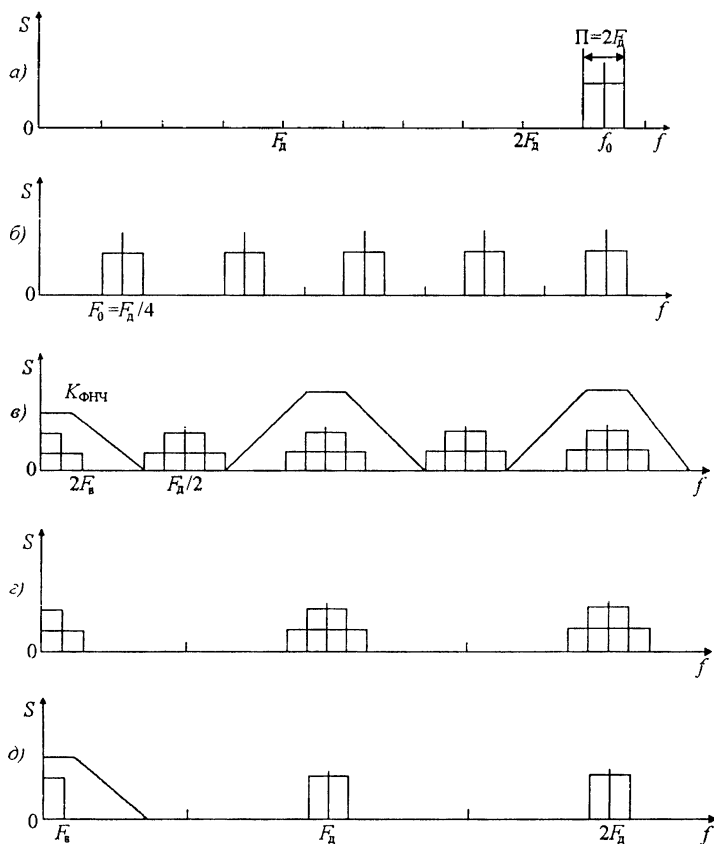 S
П=2F_д
а)
0
F_д
2F_д
f_0
f
S
б)
0
F_0=F_д/4
f
S
K_ФНЧ
в)
0
2F_в
F_д/2
f
S
г)
0
f
S
д)
0
F_в
F_д
2F_д
f